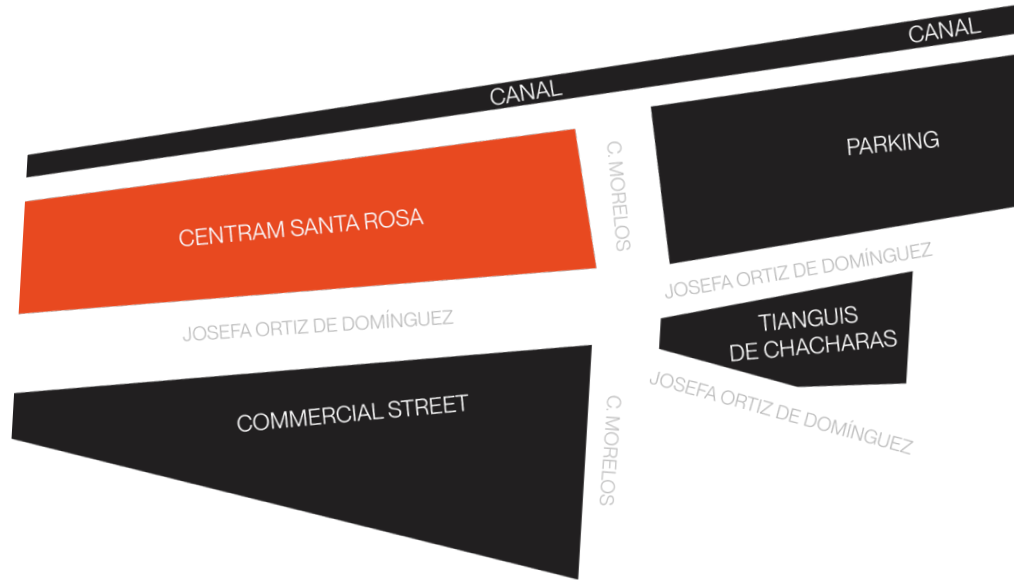 CANAL
CANAL
C. MORELOS
PARKING
CENTRAM SANTA ROSA
JOSEFA ORTIZ DE DOMÍNGUEZ
JOSEFA ORTIZ DE DOMÍNGUEZ
TIANGUIS
DE CHACHARAS
JOSEFA ORTIZ DE DOMÍNGUEZ
COMMERCIAL STREET
C. MORELOS